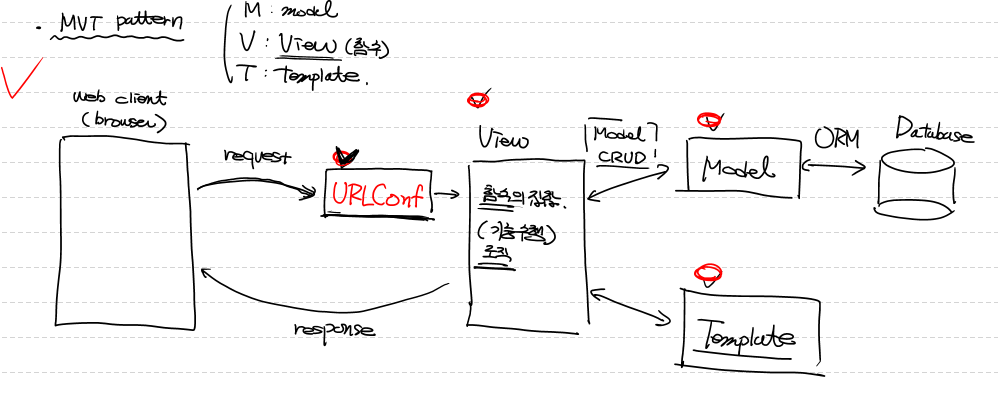 · MVT pattern
M : model
V : View (함수)
T : Template.
web client
(browser)
request
URLConf
View
함수의 집합.
(기능수행)
로직
Model
CRUD
Model
ORM
Database
response
Template